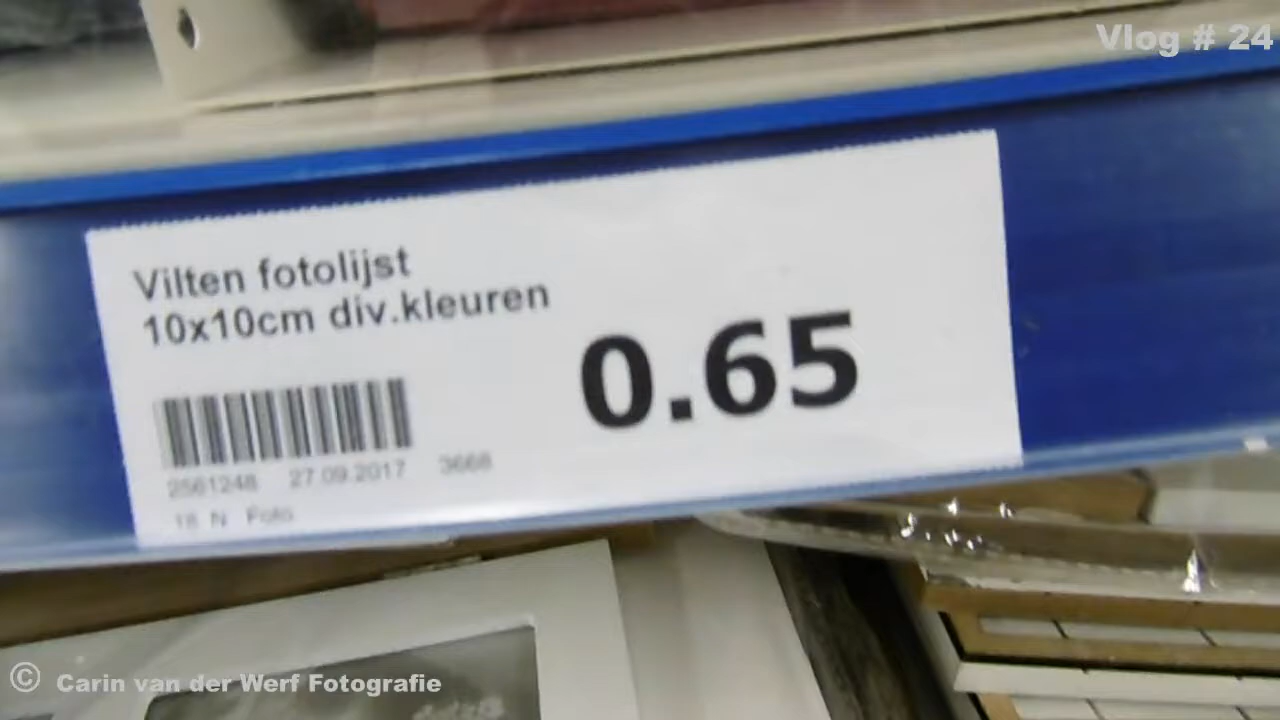 Vlog # 24
Vilten fotolijst
10x10cm div.kleuren
0.65
2561248 27.09.2017 3668
18 N Foto
© Carin van der Werf Fotografie